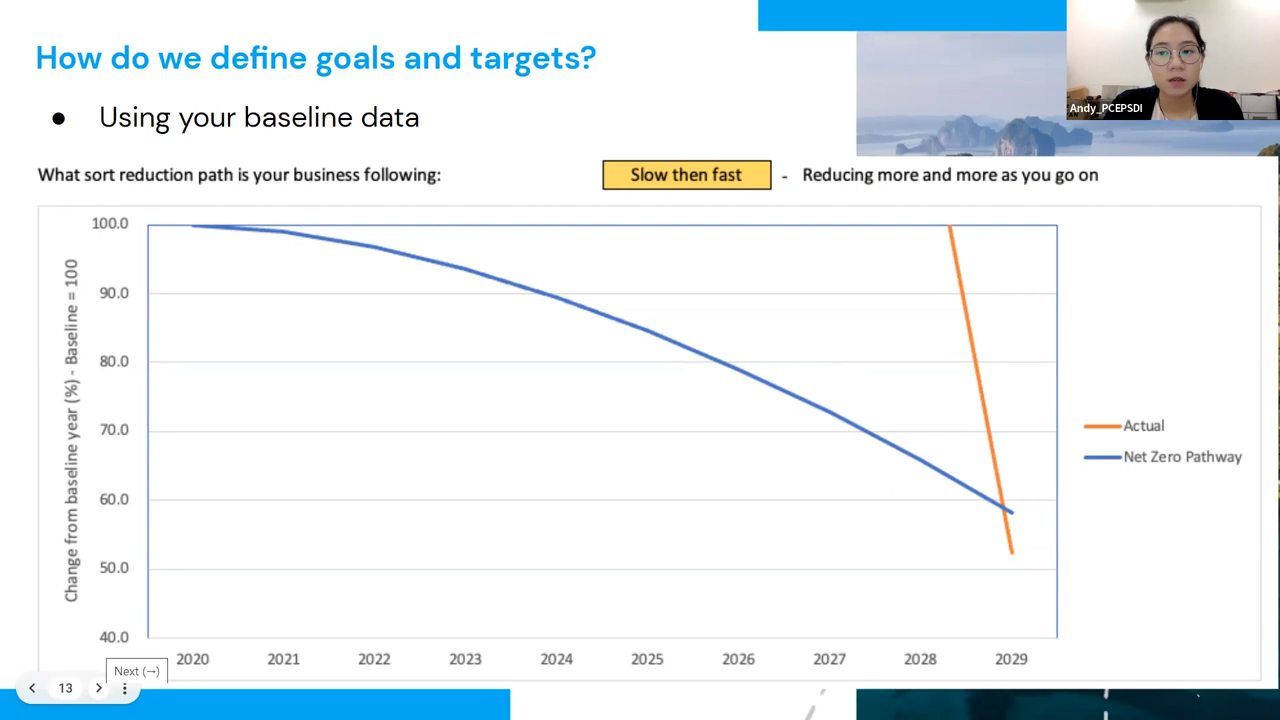 How do we define goals and targets?
Andy_PCEPSDI
● Using your baseline data
What sort reduction path is your business following: Slow then fast - Reducing more and more as you go on
Change from baseline year (%) - Baseline = 100
100.0
90.0
80.0
70.0
60.0
50.0
40.0
2020 2021 2022 2023 2024 2025 2026 2027 2028 2029
Actual
Net Zero Pathway
Next (→)
13